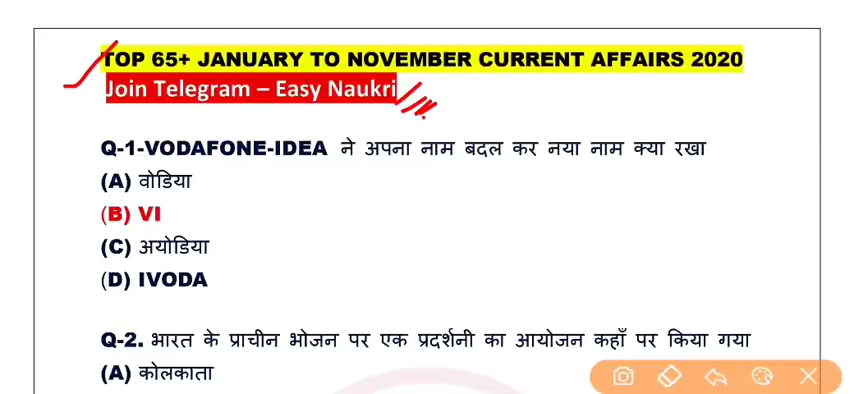 TOP 65+ JANUARY TO NOVEMBER CURRENT AFFAIRS 2020
Join Telegram – Easy Naukri
Q-1-VODAFONE-IDEA ने अपना नाम बदल कर नया नाम क्या रखा
(A) वोडिया
(B) VI
(C) अयोडिया
(D) IVODA
Q-2. भारत के प्राचीन भोजन पर एक प्रदर्शनी का आयोजन कहाँ पर किया गया
(A) कोलकाता